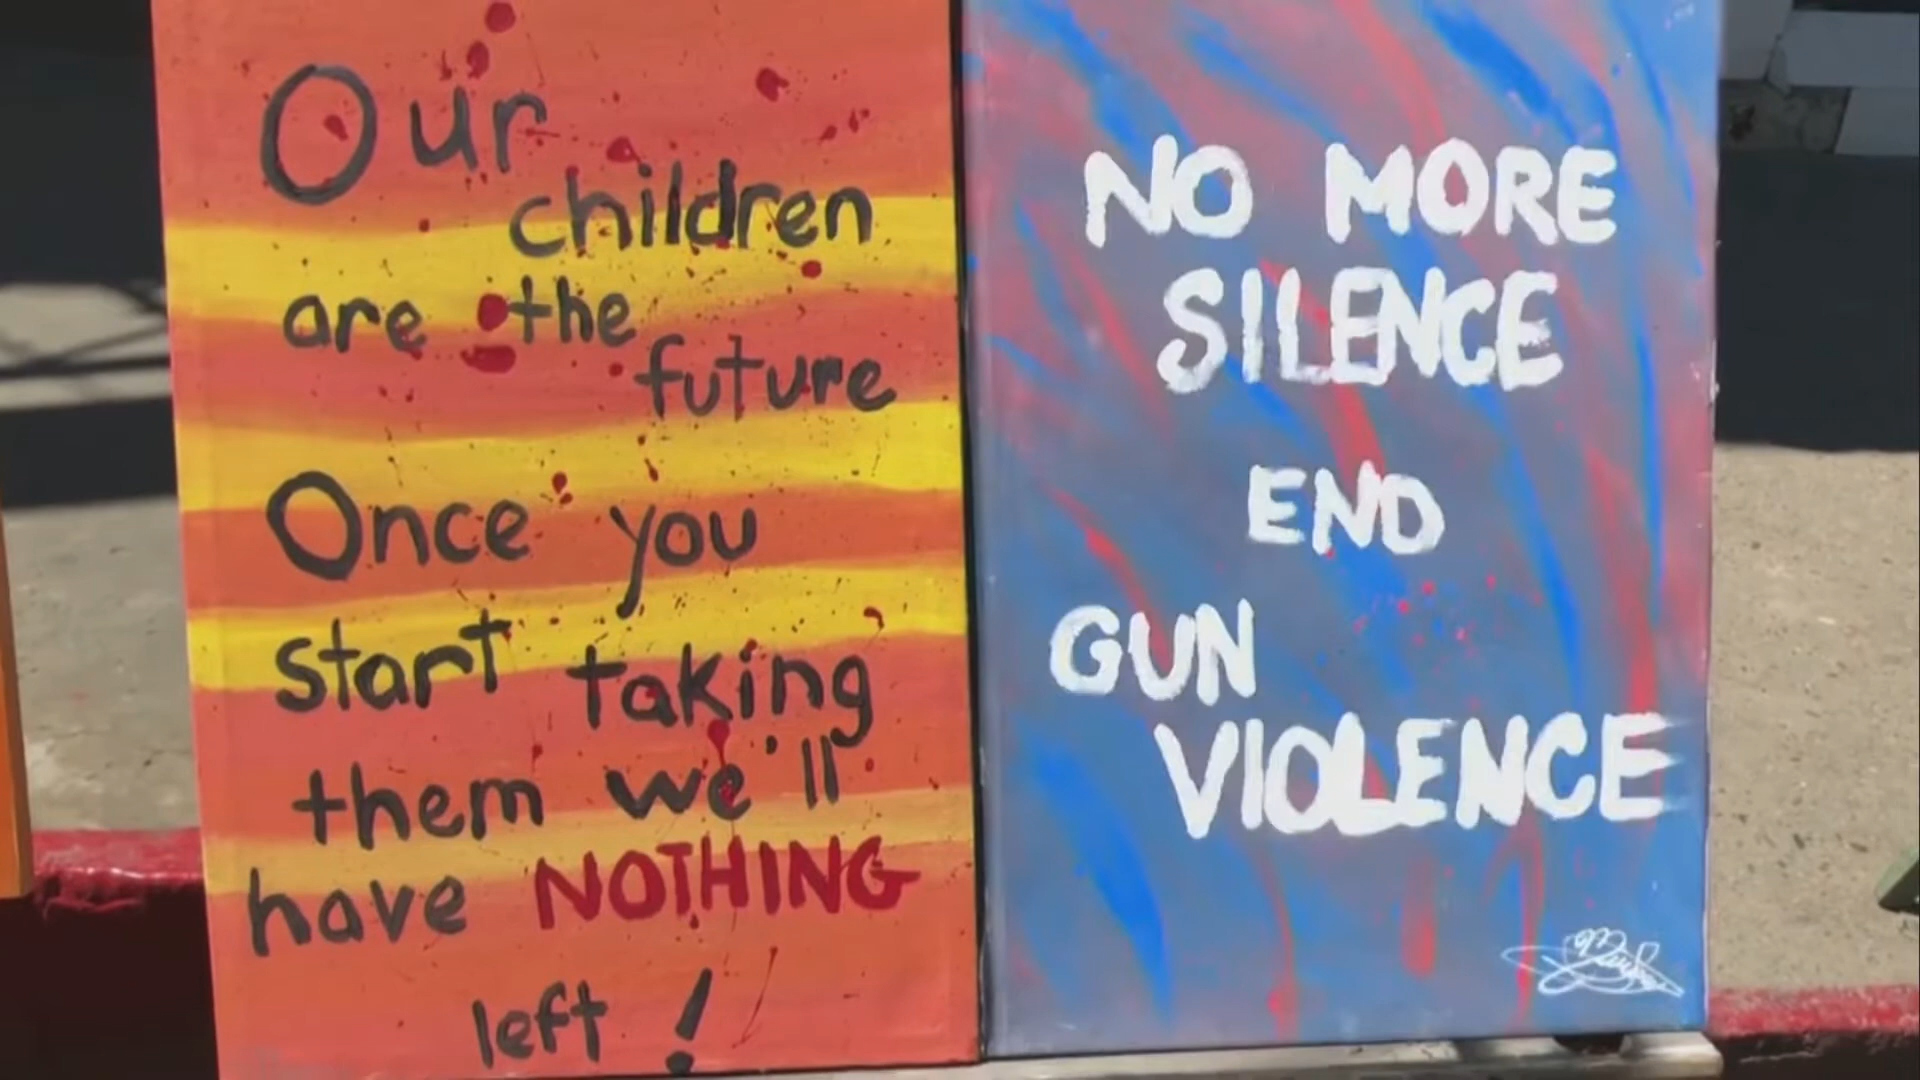 Our
children
are the
future
Once you
start taking
them we'll
have NOTHING
left!
NO MORE
SILENCE
END
GUN
VIOLENCE